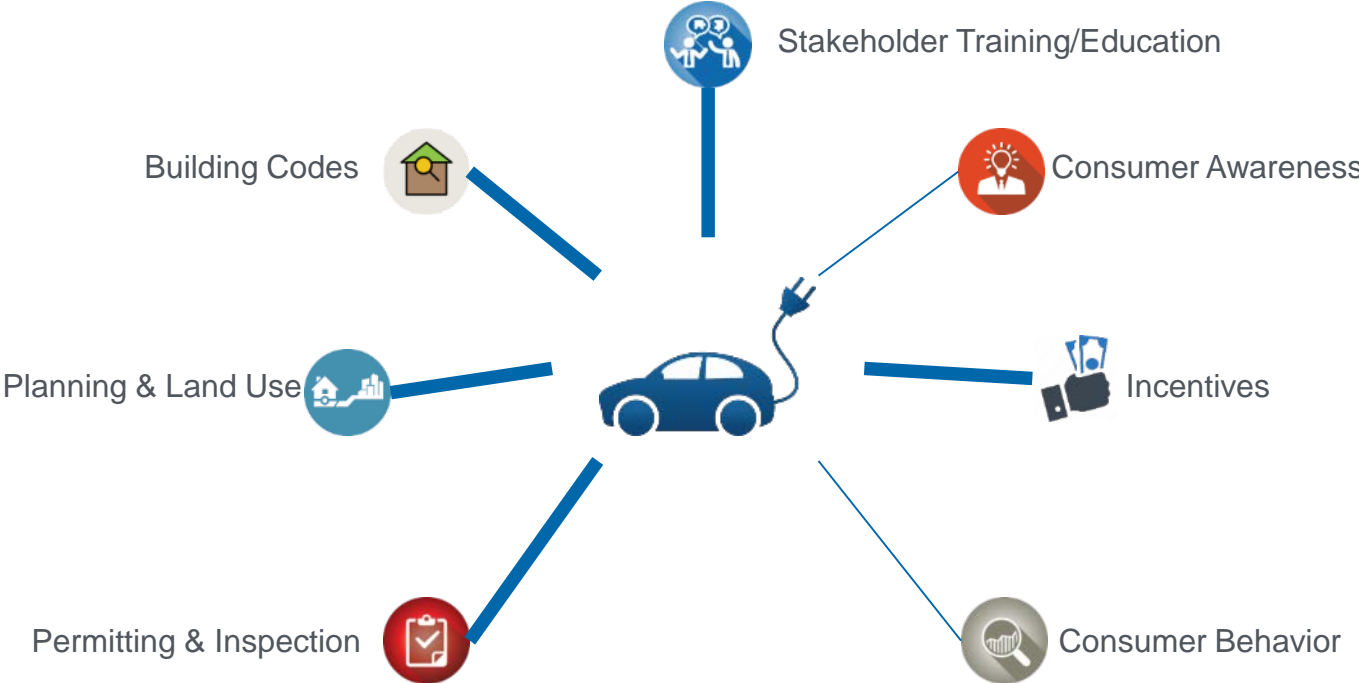 Stakeholder Training/Education
Building Codes
Consumer Awareness
Planning & Land Use
Incentives
Permitting & Inspection
Consumer Behavior